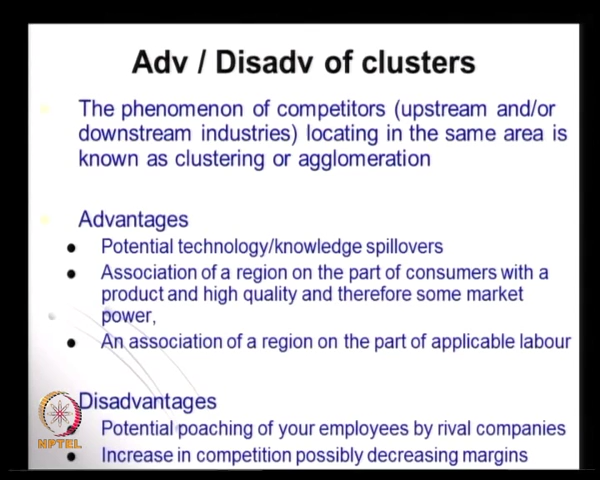 Adv / Disadv of clusters
The phenomenon of competitors (upstream and/or
downstream industries) locating in the same area is
known as clustering or agglomeration
Advantages
Potential technology/knowledge spillovers
Association of a region on the part of consumers with a
product and high quality and therefore some market
power,
An association of a region on the part of applicable labour
Disadvantages
Potential poaching of your employees by rival companies
NPTEL
Increase in competition possibly decreasing margins